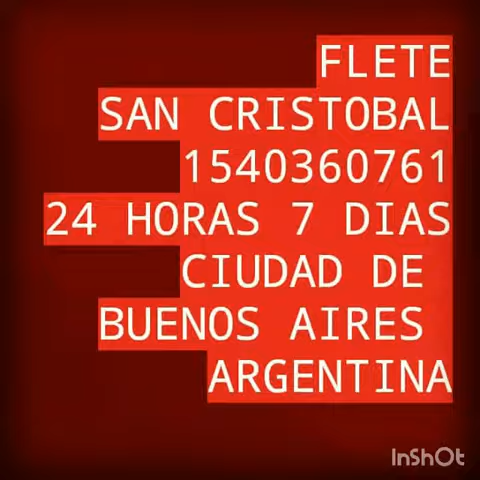 FLETE
SAN CRISTOBAL
1540360761
24 HORAS 7 DIAS
CIUDAD DE
BUENOS AIRES
ARGENTINA
InShOt